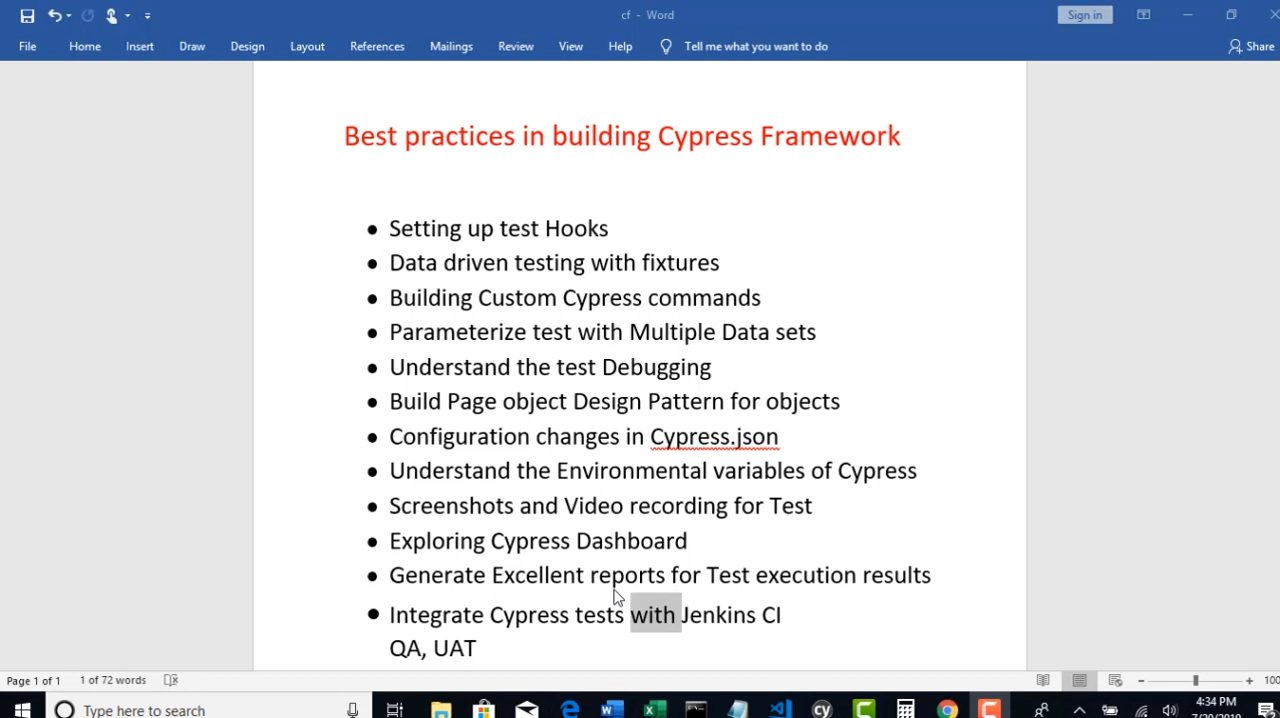 cf - Word
Sign in
File Home Insert Draw Design Layout References Mailings Review View Help Tell me what you want to do Share
Best practices in building Cypress Framework
● Setting up test Hooks
● Data driven testing with fixtures
● Building Custom Cypress commands
● Parameterize test with Multiple Data sets
● Understand the test Debugging
● Build Page object Design Pattern for objects
● Configuration changes in Cypress.json
● Understand the Environmental variables of Cypress
● Screenshots and Video recording for Test
● Exploring Cypress Dashboard
● Generate Excellent reports for Test execution results
● Integrate Cypress tests with Jenkins CI
QA, UAT
Page 1 of 1 1 of 72 words 100
4:34 PM
Type here to search cy